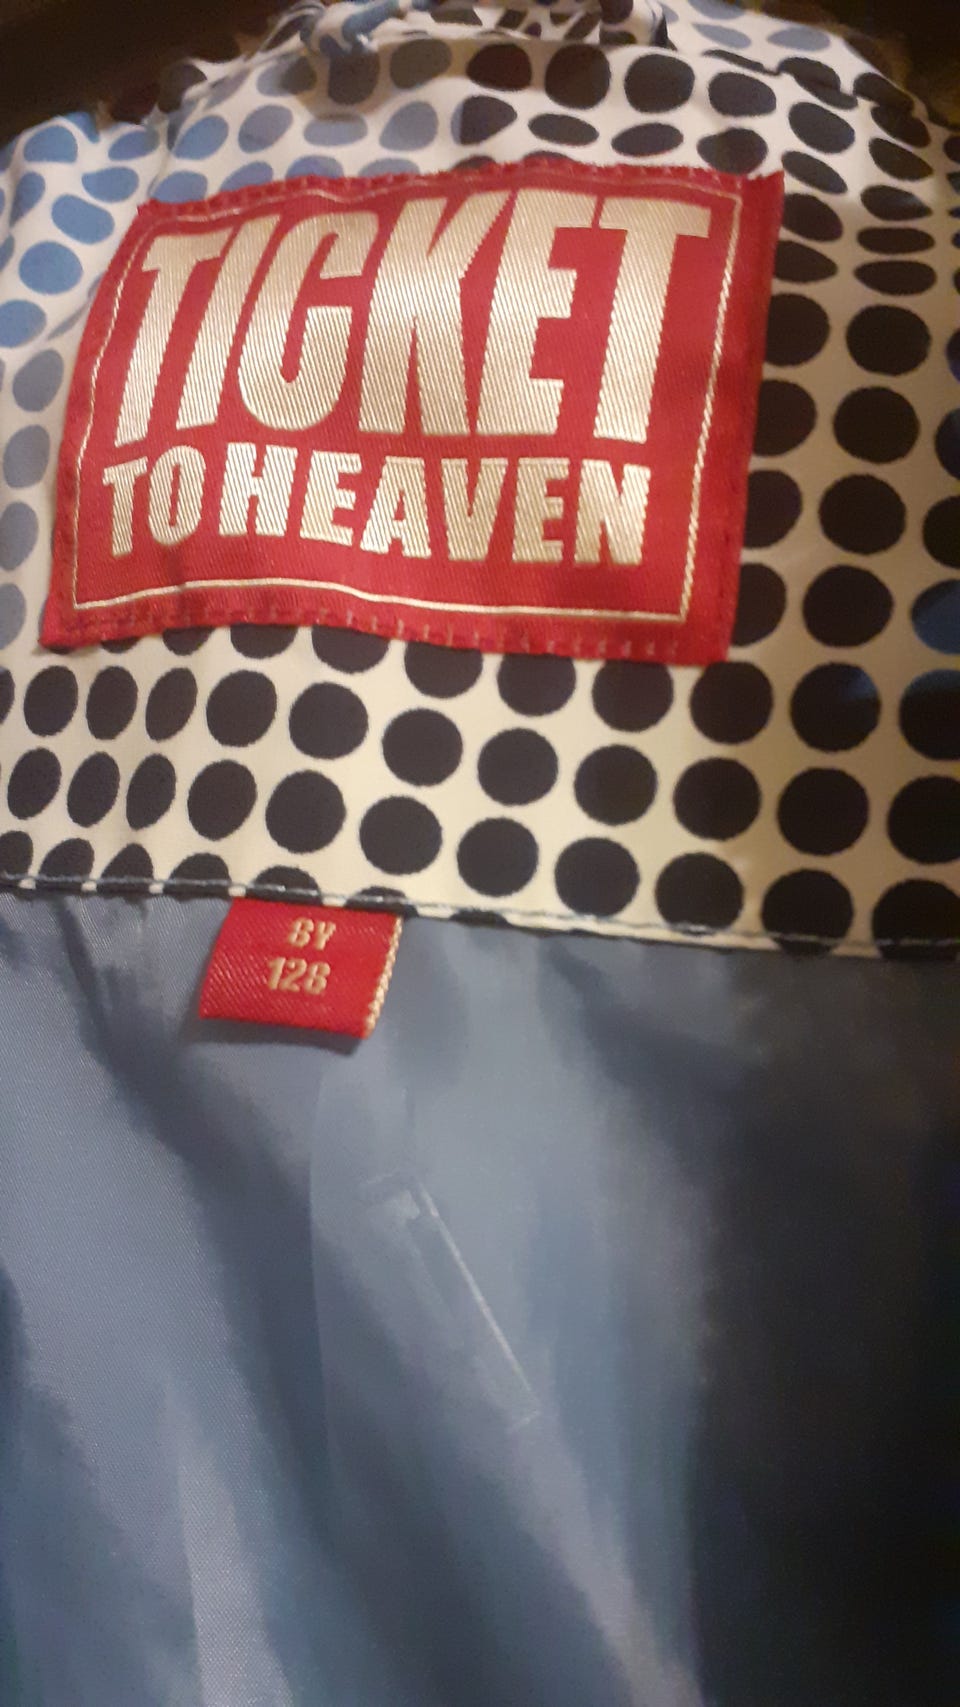 TICKET
TO HEAVEN
8Y
128